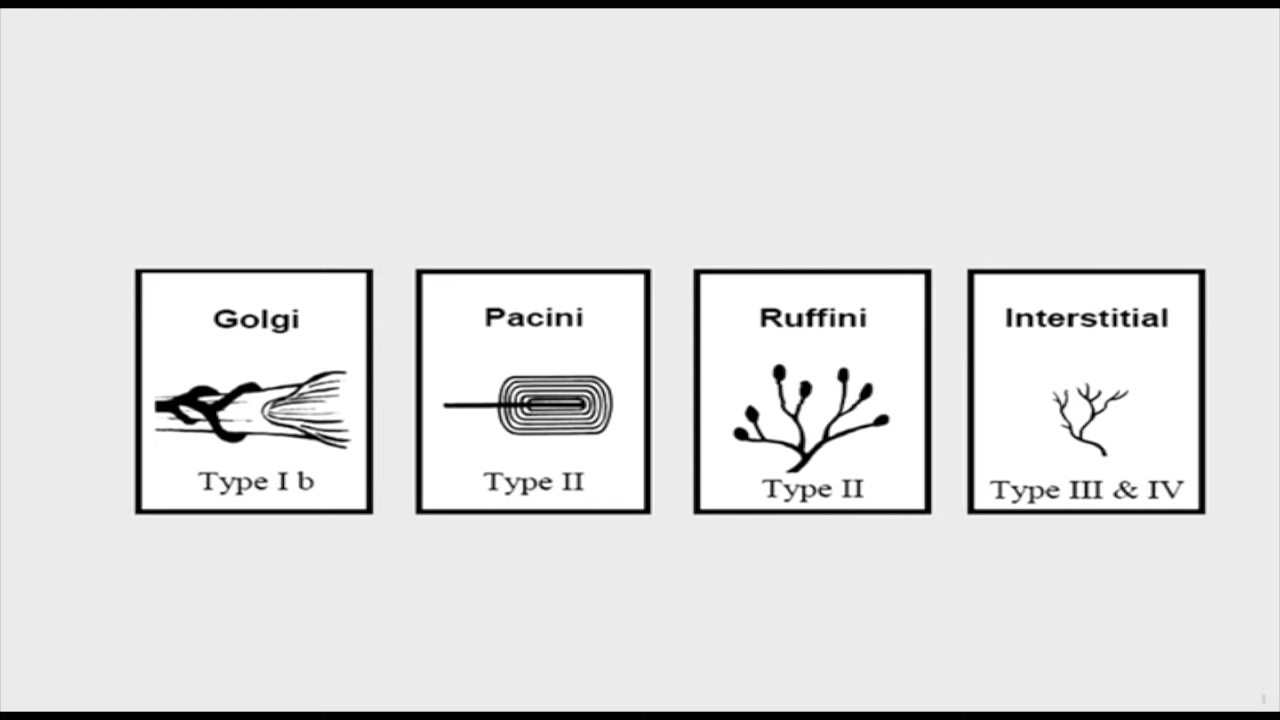 Golgi
Type I b
Pacini
Type II
Ruffini
Type II
Interstitial
Type III & IV